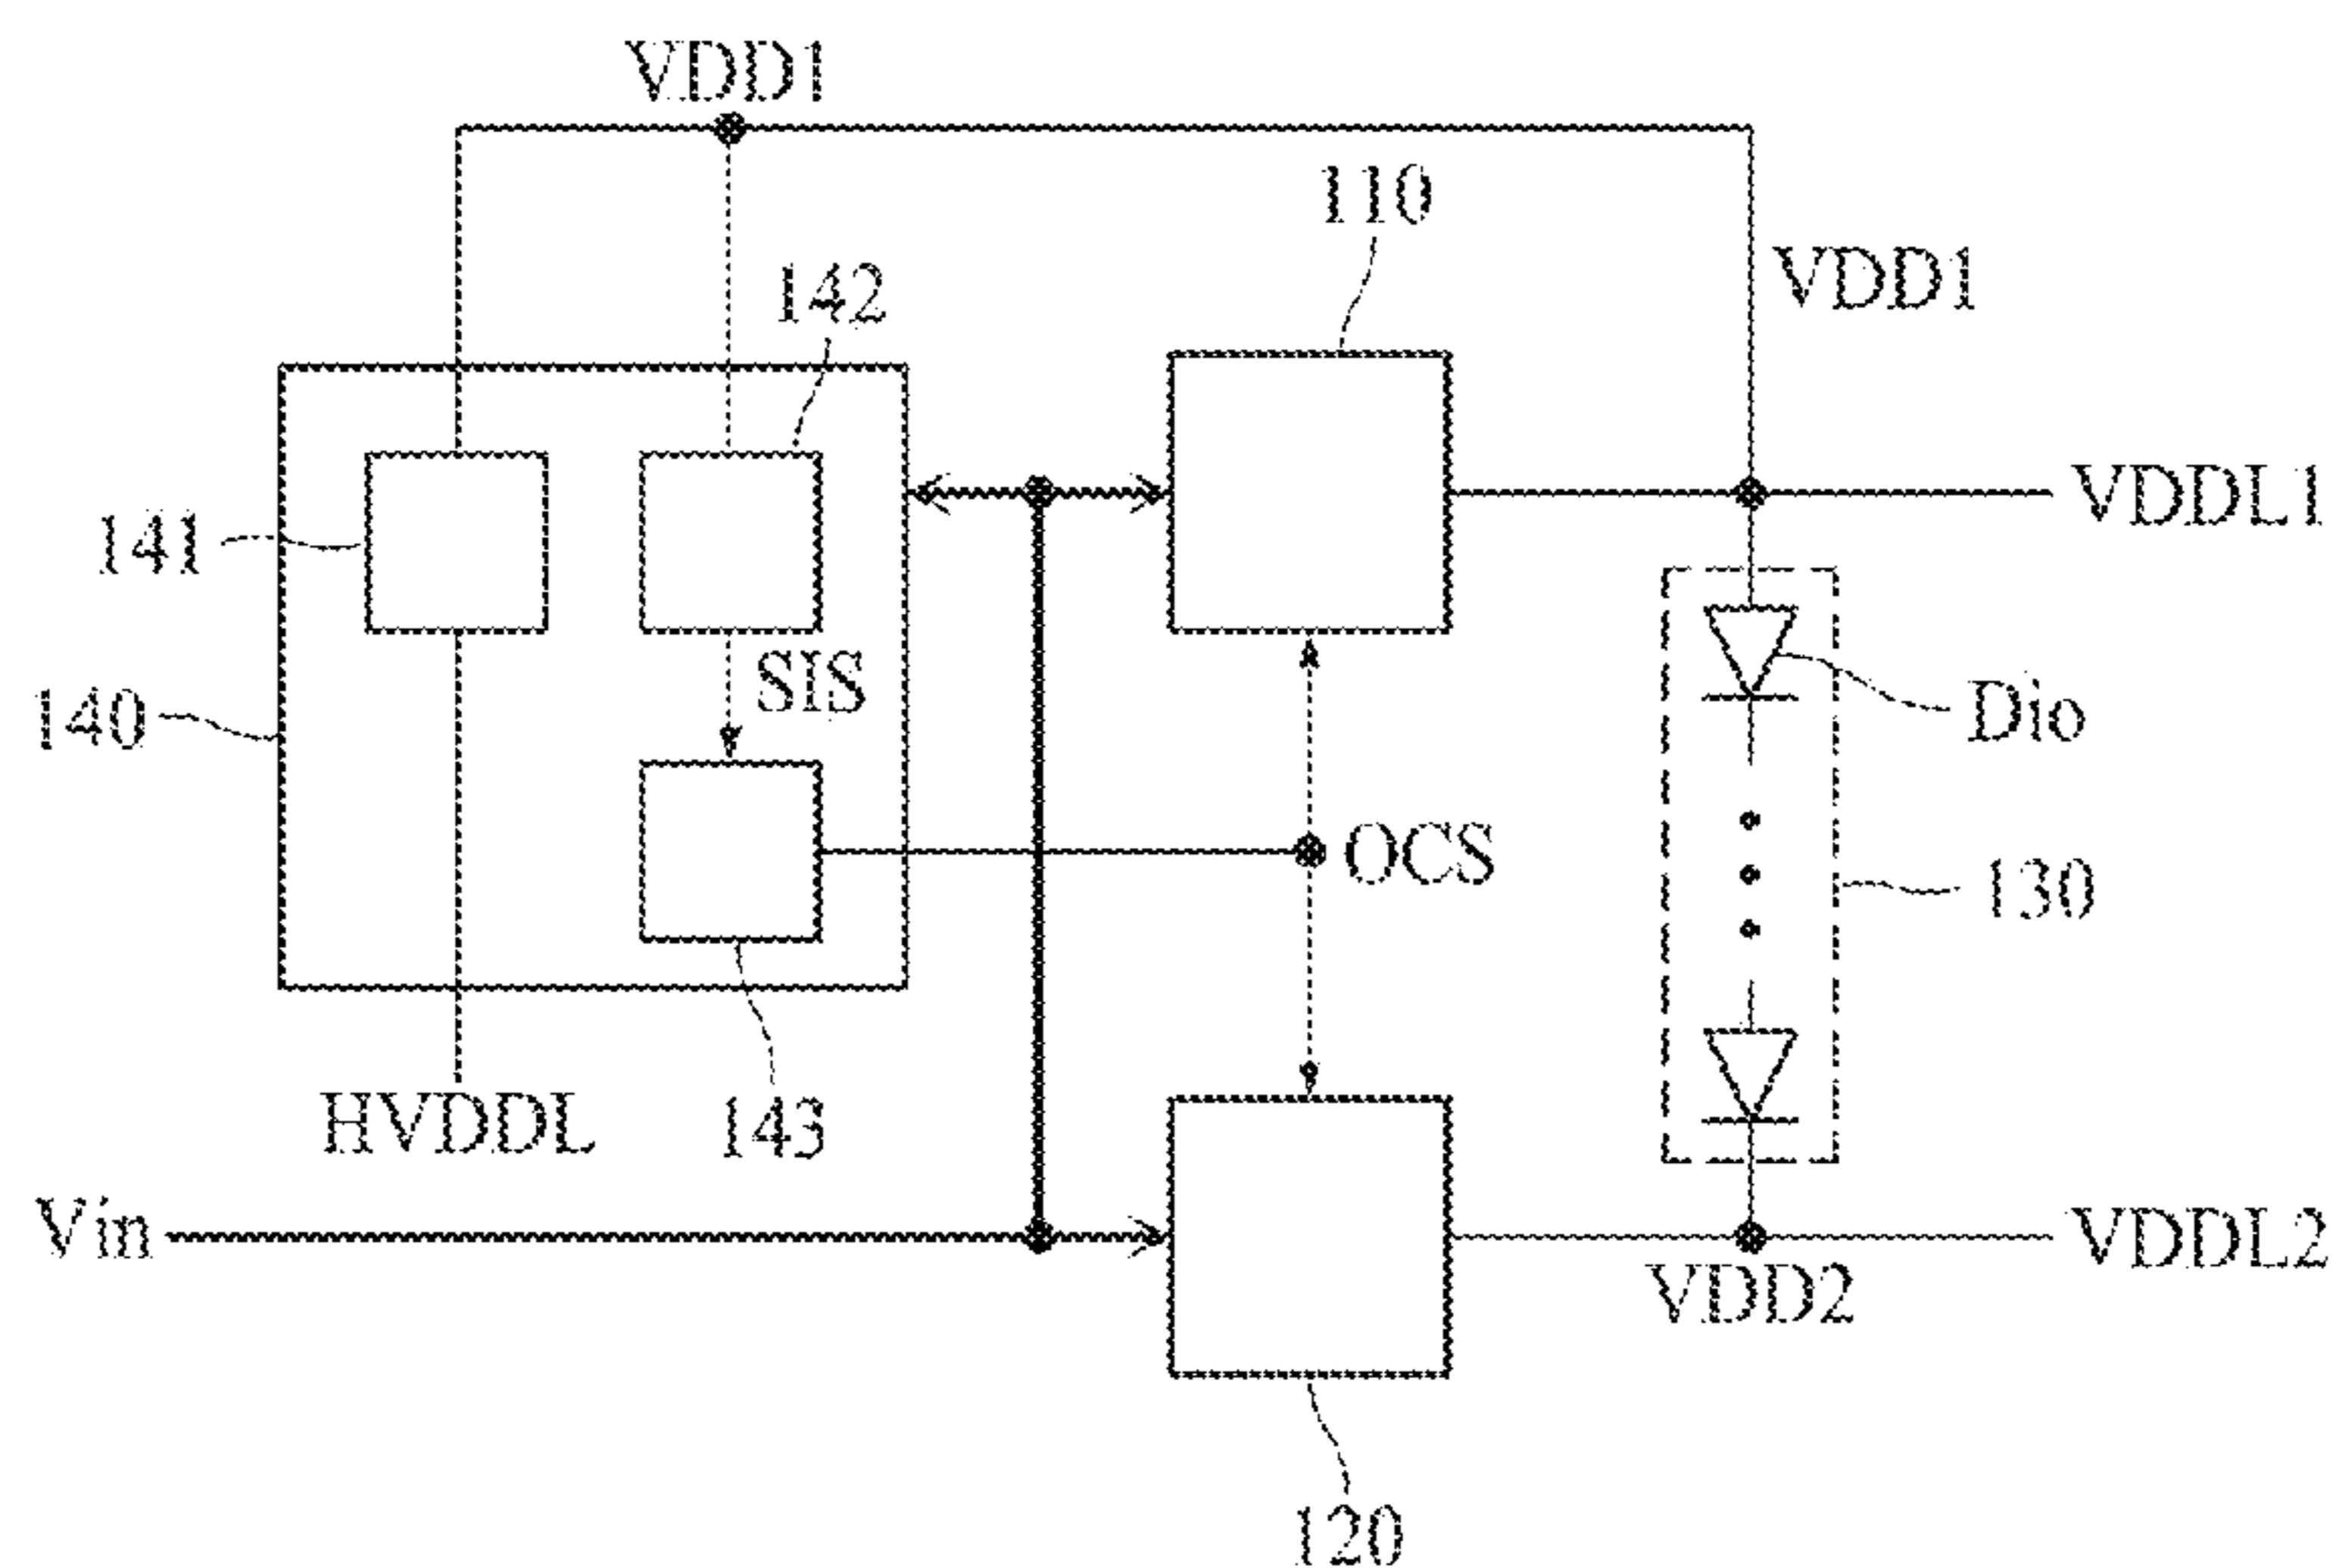 VDD1
110
VDD1
142
141
VDDL1
SIS
140
Dio
OCS
130
HVDDL
143
Vin
VDDL2
VDD2
120